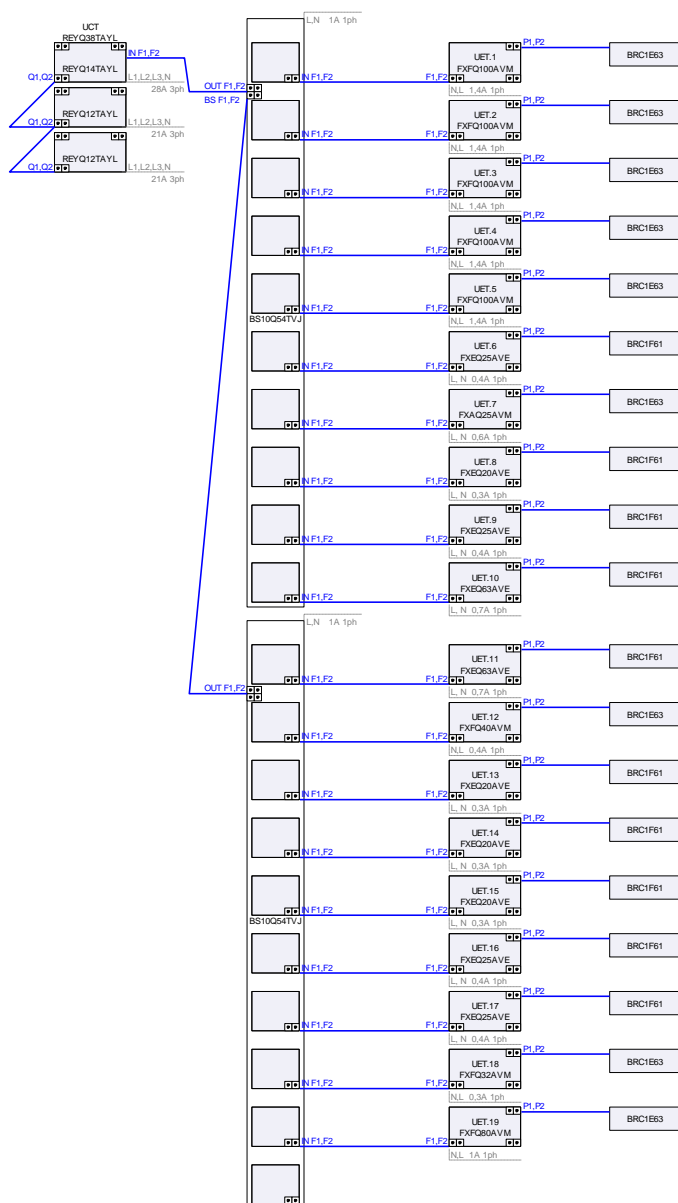 UCT
REYQ38TAYL
IN F1,F2
REYQ14TAYL
Q1,Q2
L1,L2,L3,N
28A 3ph
REYQ12TAYL
Q1,Q2
L1,L2,L3,N
21A 3ph
REYQ12TAYL
Q1,Q2
L1,L2,L3,N
21A 3ph
L,N 1A 1ph
OUT F1,F2
BS F1,F2
BS10Q54TVJ
IN F1,F2
F1,F2
UET.1
FXFQ100AVM
N,L 1,4A 1ph
P1,P2
BRC1E63
IN F1,F2
F1,F2
UET.2
FXFQ100AVM
N,L 1,4A 1ph
P1,P2
BRC1E63
IN F1,F2
F1,F2
UET.3
FXFQ100AVM
N,L 1,4A 1ph
P1,P2
BRC1E63
IN F1,F2
F1,F2
UET.4
FXFQ100AVM
N,L 1,4A 1ph
P1,P2
BRC1E63
IN F1,F2
F1,F2
UET.5
FXFQ100AVM
N,L 1,4A 1ph
P1,P2
BRC1E63
IN F1,F2
F1,F2
UET.6
FXEQ25AVE
L, N 0,4A 1ph
P1,P2
BRC1F61
IN F1,F2
F1,F2
UET.7
FXAQ25AVM
L, N 0,6A 1ph
P1,P2
BRC1E63
IN F1,F2
F1,F2
UET.8
FXEQ20AVE
L, N 0,3A 1ph
P1,P2
BRC1F61
IN F1,F2
F1,F2
UET.9
FXEQ25AVE
L, N 0,4A 1ph
P1,P2
BRC1F61
IN F1,F2
F1,F2
UET.10
FXEQ63AVE
L, N 0,7A 1ph
P1,P2
BRC1F61
L,N 1A 1ph
OUT F1,F2
BS10Q54TVJ
IN F1,F2
F1,F2
UET.11
FXEQ63AVE
L, N 0,7A 1ph
P1,P2
BRC1F61
IN F1,F2
F1,F2
UET.12
FXFQ40AVM
N,L 0,4A 1ph
P1,P2
BRC1E63
IN F1,F2
F1,F2
UET.13
FXEQ20AVE
L, N 0,3A 1ph
P1,P2
BRC1F61
IN F1,F2
F1,F2
UET.14
FXEQ20AVE
L, N 0,3A 1ph
P1,P2
BRC1F61
IN F1,F2
F1,F2
UET.15
FXEQ20AVE
L, N 0,3A 1ph
P1,P2
BRC1F61
IN F1,F2
F1,F2
UET.16
FXEQ25AVE
L, N 0,4A 1ph
P1,P2
BRC1F61
IN F1,F2
F1,F2
UET.17
FXEQ25AVE
L, N 0,4A 1ph
P1,P2
BRC1F61
IN F1,F2
F1,F2
UET.18
FXFQ32AVM
N,L 0,3A 1ph
P1,P2
BRC1E63
IN F1,F2
F1,F2
UET.19
FXFQ80AVM
N,L 1A 1ph
P1,P2
BRC1E63